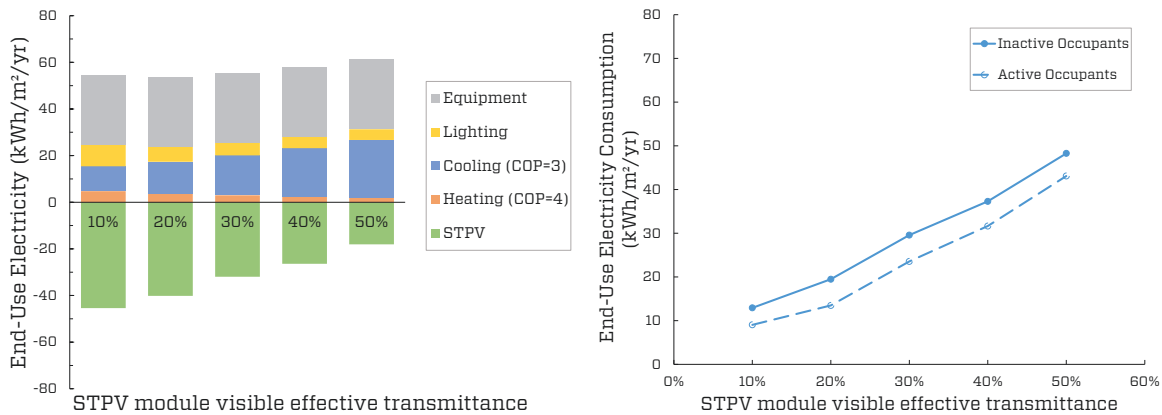 End-Use Electricity (kWh/m²/yr)
80
60
40
20
0
-20
-40
-60
-80
10%
20%
30%
40%
50%
Equipment
Lighting
Cooling (COP=3)
Heating (COP=4)
STPV
STPV module visible effective transmittance
End-Use Electricity Consumption
(kWh/m²/yr)
80
70
60
50
40
30
20
10
0
Inactive Occupants
Active Occupants
0%
10%
20%
30%
40%
50%
60%
STPV module visible effective transmittance